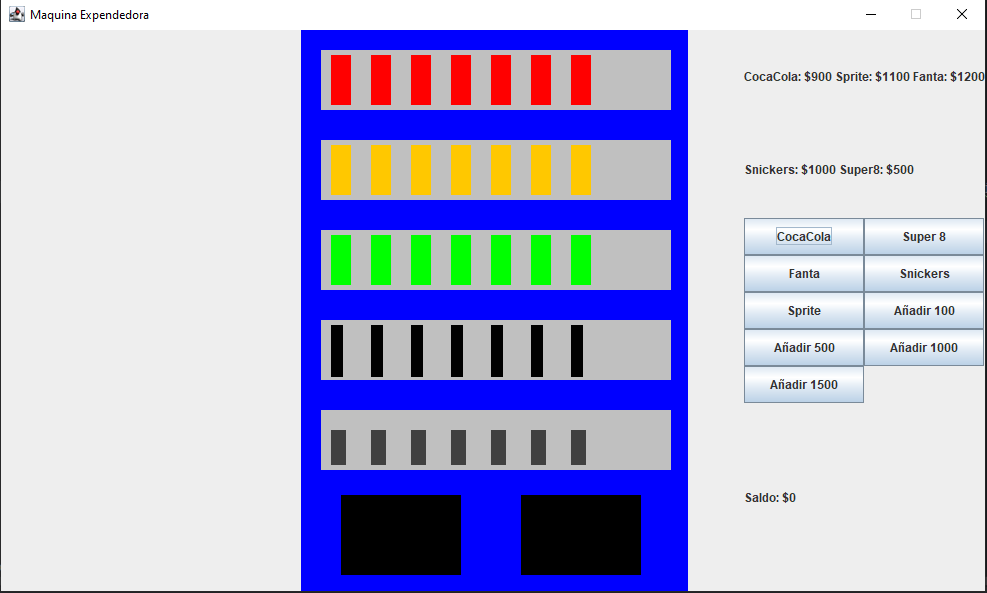 Maquina Expendedora
CocaCola: $900 Sprite: $1100 Fanta: $1200
Snickers: $1000 Super8: $500
CocaCola Super 8
Fanta Snickers
Sprite Añadir 100
Añadir 500 Añadir 1000
Añadir 1500
Saldo: $0